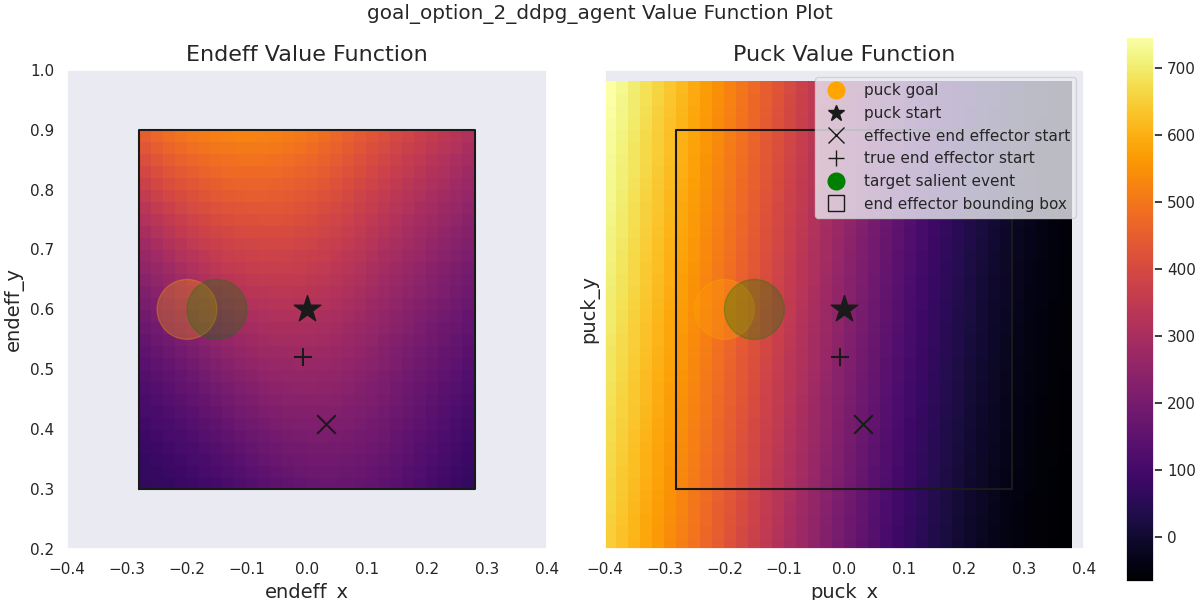 goal_option_2_ddpg_agent Value Function Plot
Endeff Value Function
1.0
0.9
0.8
0.7
0.6
0.5
0.4
0.3
0.2
endeff_y
−0.4 −0.3 −0.2 −0.1 0.0 0.1 0.2 0.3 0.4
endeff_x
Puck Value Function
puck goal
puck start
effective end effector start
true end effector start
target salient event
end effector bounding box
puck_y
−0.4 −0.3 −0.2 −0.1 0.0 0.1 0.2 0.3 0.4
puck_x
700
600
500
400
300
200
100
0